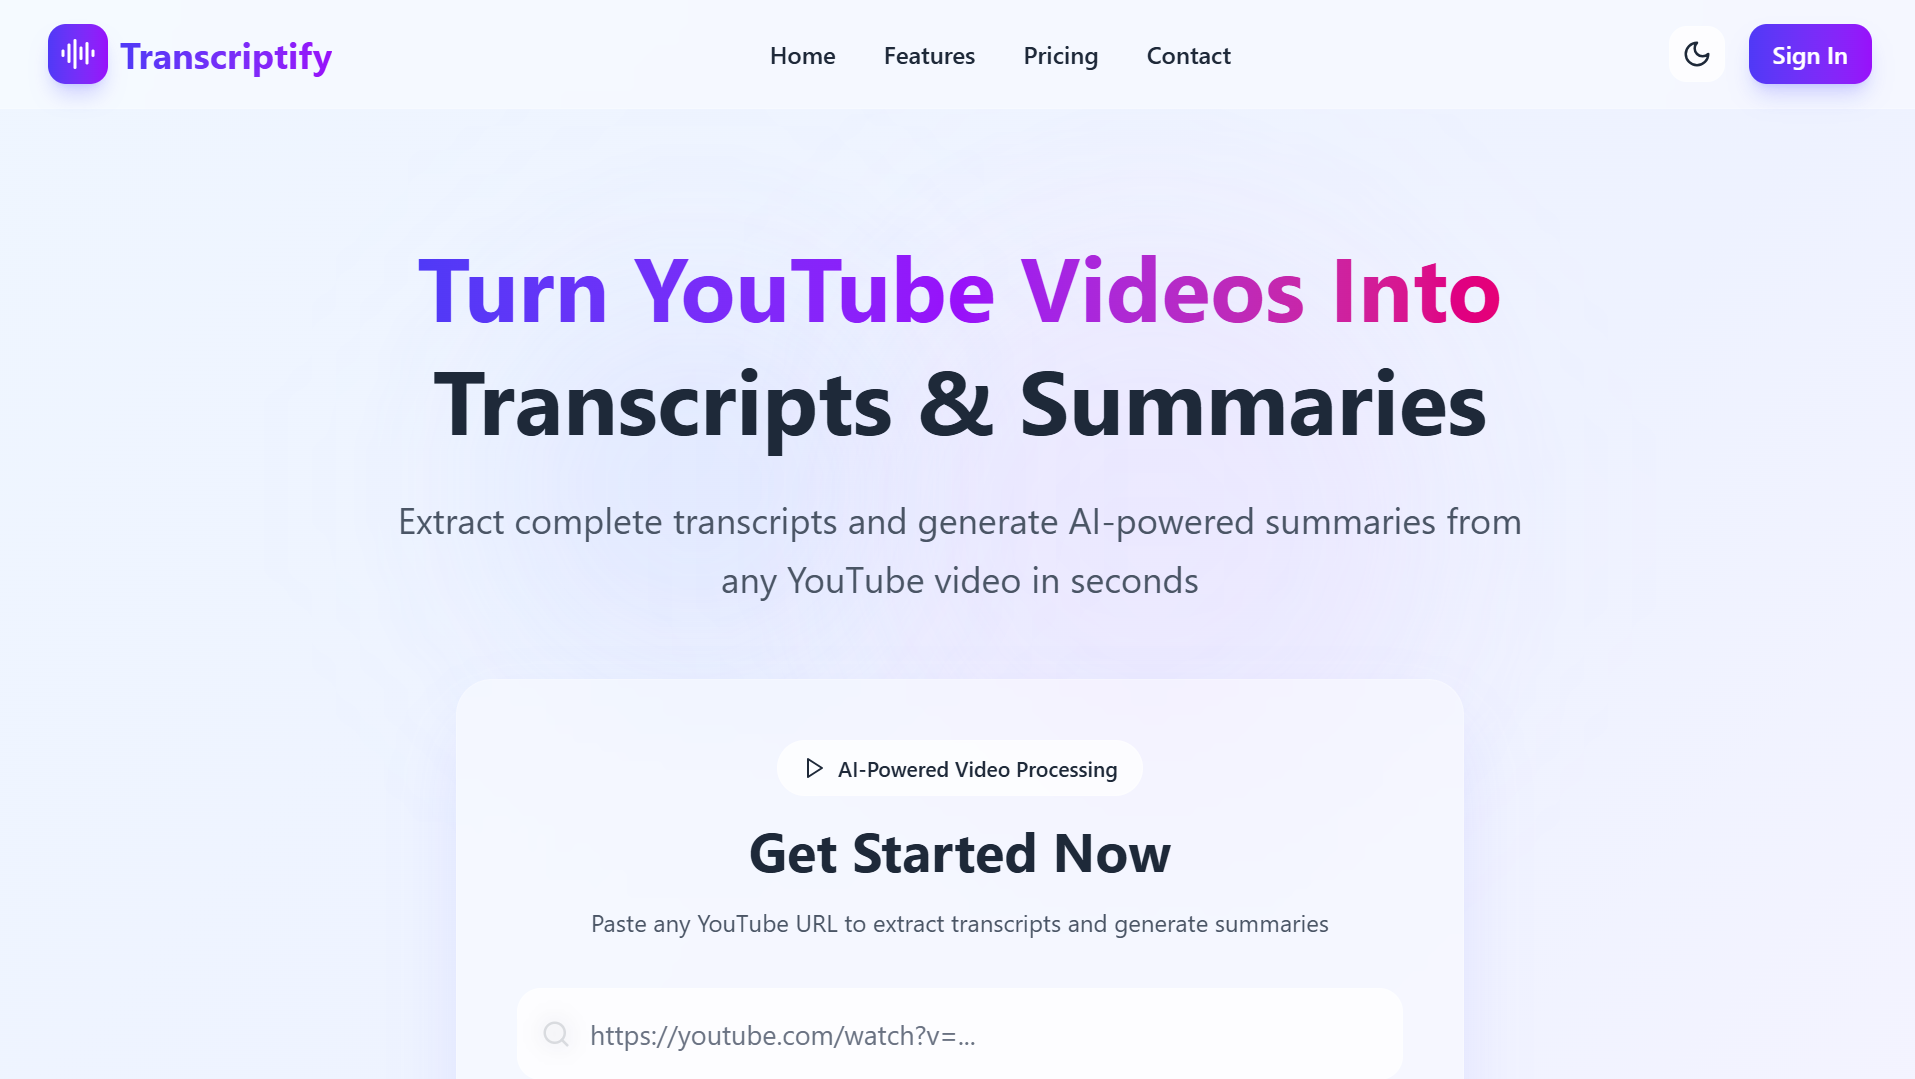 Transcriptify
Home
Features
Pricing
Contact
Sign In
Turn YouTube Videos Into
Transcripts & Summaries
Extract complete transcripts and generate AI-powered summaries from
any YouTube video in seconds
AI-Powered Video Processing
Get Started Now
Paste any YouTube URL to extract transcripts and generate summaries
https://youtube.com/watch?v=...